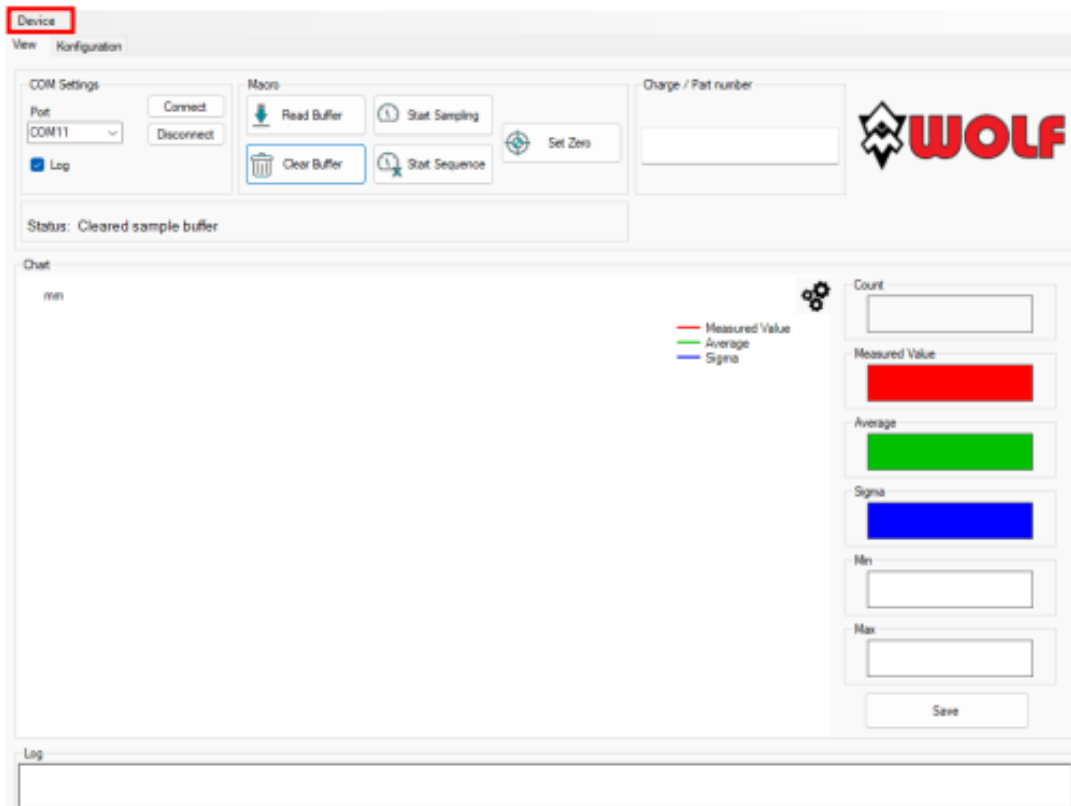 Device
View Konfiguration
COM Settings
Port
COM11
Connect
Disconnect
Log
Macro
Read Buffer
Start Sampling
Clear Buffer
Start Sequence
Set Zero
Charge / Part number
WOLF
Status: Cleared sample buffer
Chart
mm
Measured Value
Average
Sigma
Count
Measured Value
Average
Sigma
Min
Max
Save
Log